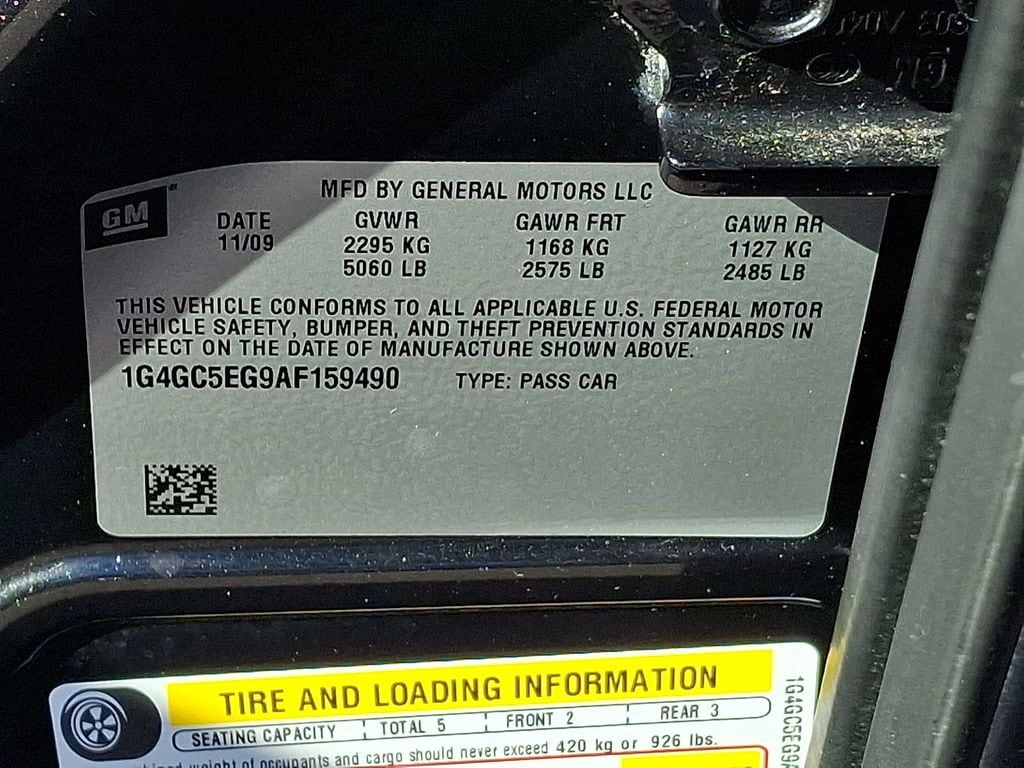 MFD BY GENERAL MOTORS LLC
GM
DATE GVWR GAWR FRT GAWR RR
11/09 2295 KG 1168 KG 1127 KG
5060 LB 2575 LB 2485 LB
THIS VEHICLE CONFORMS TO ALL APPLICABLE U.S. FEDERAL MOTOR
VEHICLE SAFETY, BUMPER, AND THEFT PREVENTION STANDARDS IN
EFFECT ON THE DATE OF MANUFACTURE SHOWN ABOVE.
1G4GC5EG9AF159490 TYPE: PASS CAR
TIRE AND LOADING INFORMATION
SEATING CAPACITY TOTAL 5 FRONT 2 REAR 3
weight of occupants and cargo should never exceed 420 kg or 926 lbs.
1G4GC5EG9A